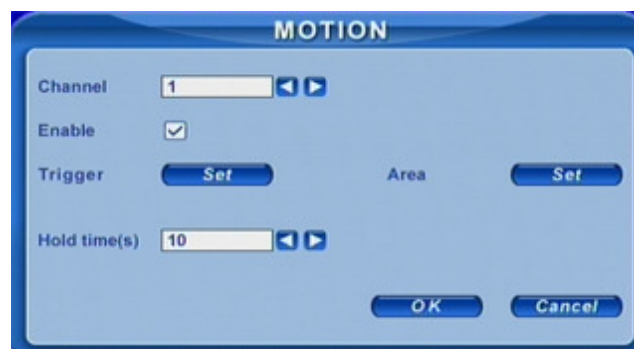 MOTION
Channel 1
Enable
Trigger Set Area Set
Hold time(s) 10
OK Cancel